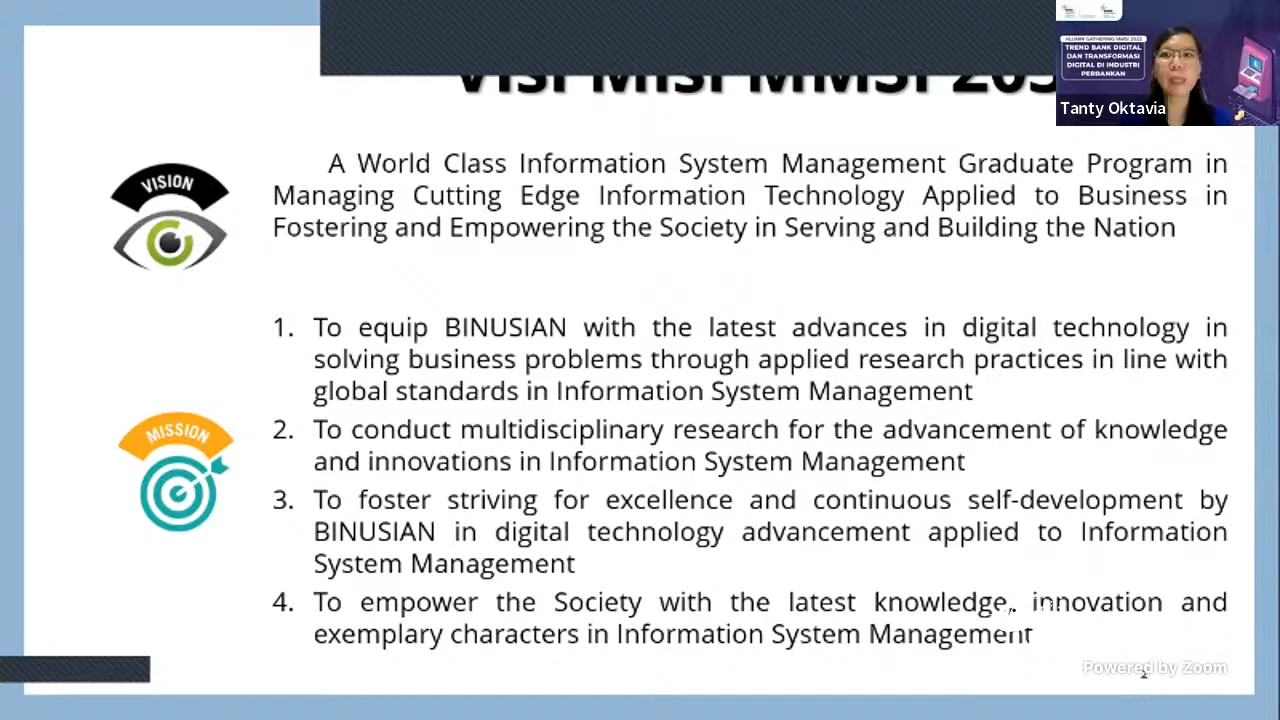 VISI MISI MMSI 203
ALUMNI GATHERING MMSI 2022
TREND BANK DIGITAL
DAN TRANSFORMASI
DIGITAL DI INDUSTRI
PERBANKAN
Tanty Oktavia
VISION
A World Class Information System Management Graduate Program in
Managing Cutting Edge Information Technology Applied to Business in
Fostering and Empowering the Society in Serving and Building the Nation
MISSION
1. To equip BINUSIAN with the latest advances in digital technology in
solving business problems through applied research practices in line with
global standards in Information System Management
2. To conduct multidisciplinary research for the advancement of knowledge
and innovations in Information System Management
3. To foster striving for excellence and continuous self-development by
BINUSIAN in digital technology advancement applied to Information
System Management
4. To empower the Society with the latest knowledge, innovation and
exemplary characters in Information System Management
Powered by Zoom
2